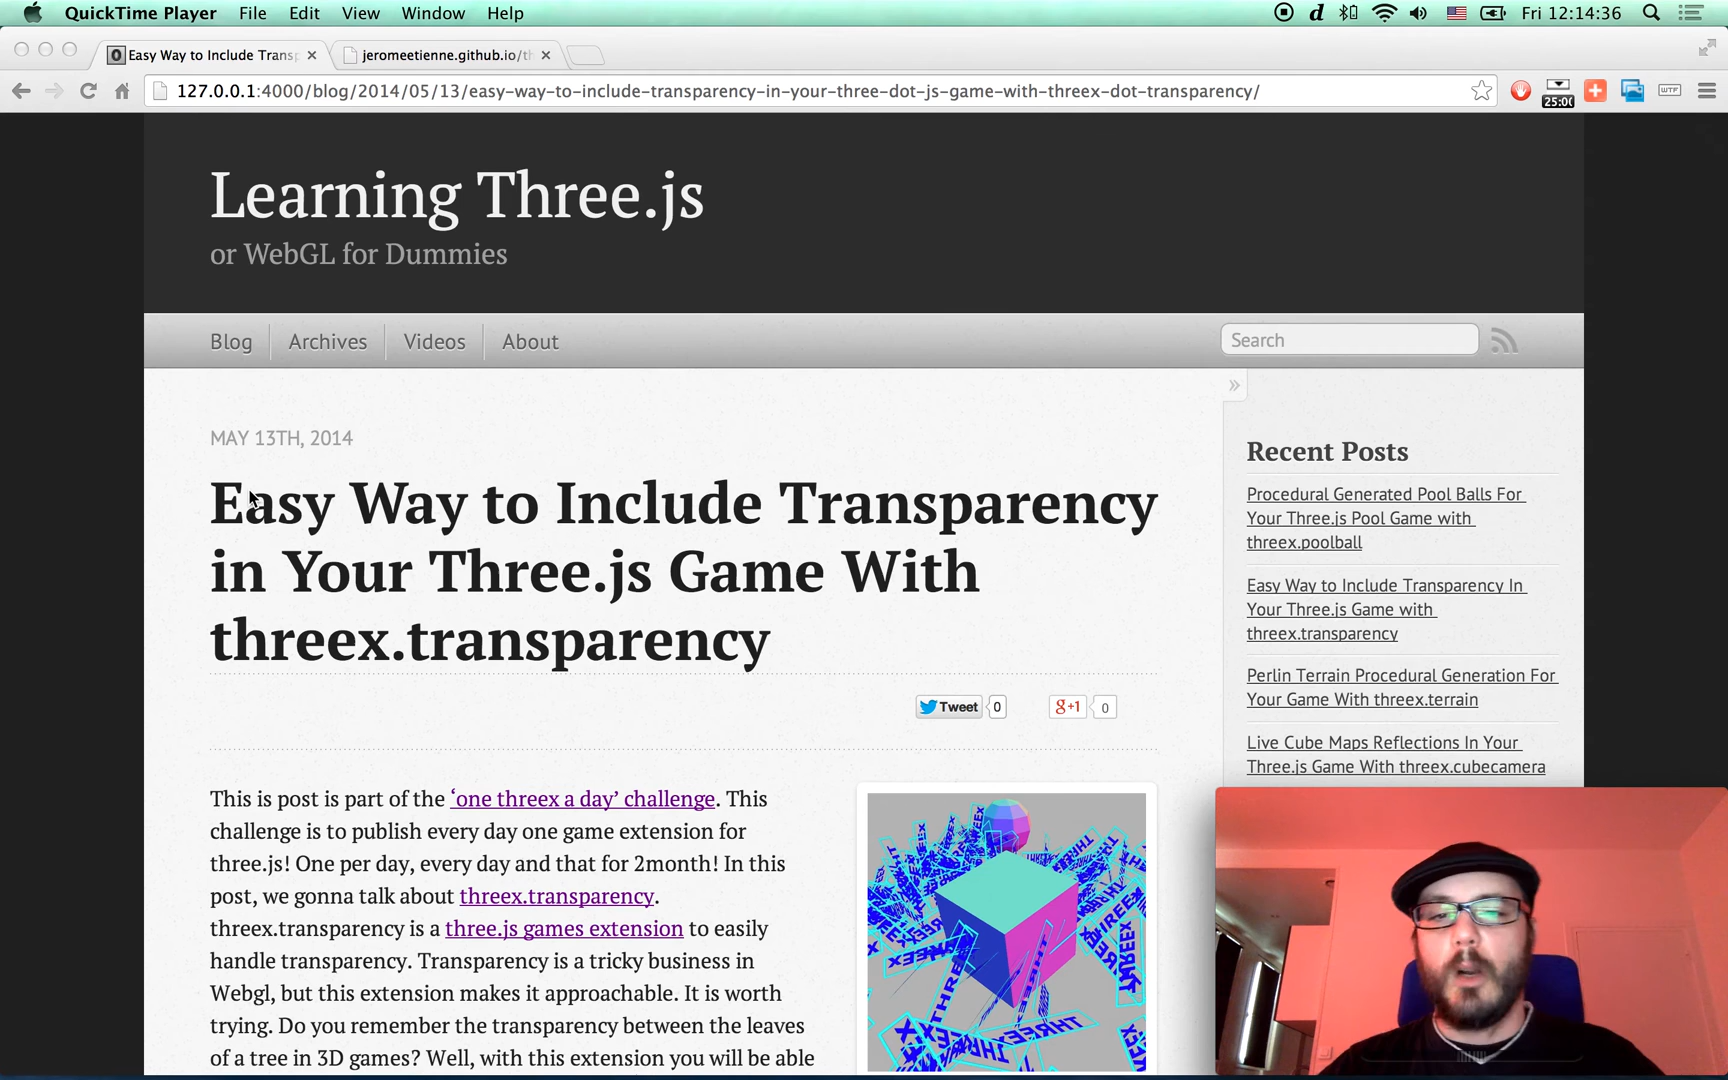 QuickTime Player File Edit View Window Help Fri 12:14:36
Easy Way to Include Transp jeromeetienne.github.io/th
127.0.0.1:4000/blog/2014/05/13/easy-way-to-include-transparency-in-your-three-dot-js-game-with-threex-dot-transparency/
25:00
WTF
Learning Three.js
or WebGL for Dummies
Blog Archives Videos About Search
MAY 13TH, 2014
Easy Way to Include Transparency
in Your Three.js Game With
threex.transparency
Tweet 0 g+1 0
This is post is part of the ‘one threex a day’ challenge. This
challenge is to publish every day one game extension for
three.js! One per day, every day and that for 2month! In this
post, we gonna talk about threex.transparency.
threex.transparency is a three.js games extension to easily
handle transparency. Transparency is a tricky business in
Webgl, but this extension makes it approachable. It is worth
trying. Do you remember the transparency between the leaves
of a tree in 3D games? Well, with this extension you will be able
THREEX
Recent Posts
Procedural Generated Pool Balls For
Your Three.js Pool Game with
threex.poolball
Easy Way to Include Transparency In
Your Three.js Game with
threex.transparency
Perlin Terrain Procedural Generation For
Your Game With threex.terrain
Live Cube Maps Reflections In Your
Three.js Game With threex.cubecamera